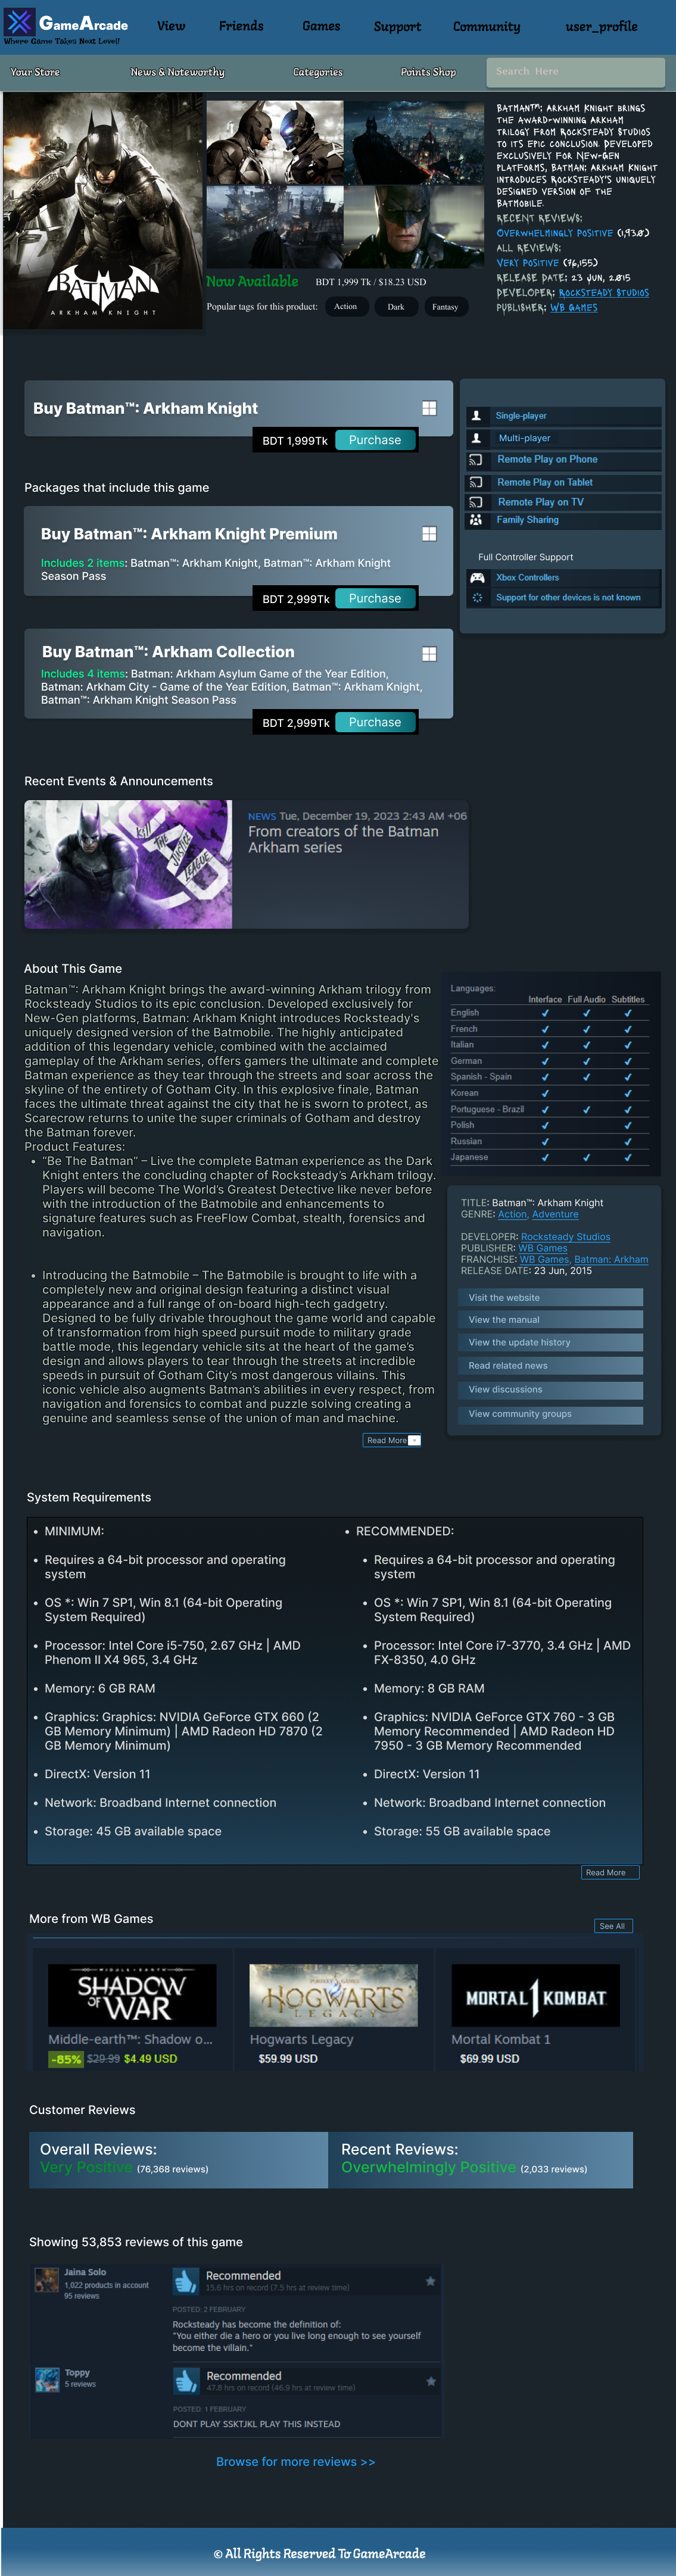 GameArcade
Where Game Takes Next Level!
View Friends Games Support Community user_profile
Your Store News & Noteworthy Categories Points Shop Search Here
BATMAN
ARKHAM KNIGHT
Now Available BDT 1,999 Tk / $18.23 USD
Popular tags for this product: Action Dark Fantasy
Batman™: Arkham Knight brings
the award-winning Arkham
trilogy from Rocksteady Studios
to its epic conclusion. Developed
exclusively for New-Gen
platforms, Batman: Arkham Knight
introduces Rocksteady's uniquely
designed version of the
Batmobile.
RECENT REVIEWS:
Overwhelmingly Positive (1,930)
ALL REVIEWS:
Very Positive (76,155)
RELEASE DATE: 23 Jun, 2015
DEVELOPER: Rocksteady Studios
PUBLISHER: WB Games
Buy Batman™: Arkham Knight
BDT 1,999Tk Purchase
Packages that include this game
Buy Batman™: Arkham Knight Premium
Includes 2 items: Batman™: Arkham Knight, Batman™: Arkham Knight
Season Pass
BDT 2,999Tk Purchase
Buy Batman™: Arkham Collection
Includes 4 items: Batman: Arkham Asylum Game of the Year Edition,
Batman: Arkham City - Game of the Year Edition, Batman™: Arkham Knight,
Batman™: Arkham Knight Season Pass
BDT 2,999Tk Purchase
Single-player
Multi-player
Remote Play on Phone
Remote Play on Tablet
Remote Play on TV
Family Sharing
Full Controller Support
Xbox Controllers
Support for other devices is not known
Recent Events & Announcements
KILL
THE
JUSTICE
LEAGUE
NEWS Tue, December 19, 2023 2:43 AM +06
From creators of the Batman
Arkham series
About This Game
Batman™: Arkham Knight brings the award-winning Arkham trilogy from
Rocksteady Studios to its epic conclusion. Developed exclusively for
New-Gen platforms, Batman: Arkham Knight introduces Rocksteady's
uniquely designed version of the Batmobile. The highly anticipated
addition of this legendary vehicle, combined with the acclaimed
gameplay of the Arkham series, offers gamers the ultimate and complete
Batman experience as they tear through the streets and soar across the
skyline of the entirety of Gotham City. In this explosive finale, Batman
faces the ultimate threat against the city that he is sworn to protect, as
Scarecrow returns to unite the super criminals of Gotham and destroy
the Batman forever.
Product Features:
• “Be The Batman” – Live the complete Batman experience as the Dark
Knight enters the concluding chapter of Rocksteady’s Arkham trilogy.
Players will become The World’s Greatest Detective like never before
with the introduction of the Batmobile and enhancements to
signature features such as FreeFlow Combat, stealth, forensics and
navigation.
• Introducing the Batmobile – The Batmobile is brought to life with a
completely new and original design featuring a distinct visual
appearance and a full range of on-board high-tech gadgetry.
Designed to be fully drivable throughout the game world and capable
of transformation from high speed pursuit mode to military grade
battle mode, this legendary vehicle sits at the heart of the game’s
design and allows players to tear through the streets at incredible
speeds in pursuit of Gotham City’s most dangerous villains. This
iconic vehicle also augments Batman’s abilities in every respect, from
navigation and forensics to combat and puzzle solving creating a
genuine and seamless sense of the union of man and machine.
Read More
Languages:
Interface Full Audio Subtitles
English ✔ ✔ ✔
French ✔ ✔ ✔
Italian ✔ ✔ ✔
German ✔ ✔ ✔
Spanish - Spain ✔ ✔ ✔
Korean ✔ ✔
Portuguese - Brazil ✔ ✔ ✔
Polish ✔ ✔
Russian ✔ ✔
Japanese ✔ ✔ ✔
TITLE: Batman™: Arkham Knight
GENRE: Action, Adventure
DEVELOPER: Rocksteady Studios
PUBLISHER: WB Games
FRANCHISE: WB Games, Batman: Arkham
RELEASE DATE: 23 Jun, 2015
Visit the website
View the manual
View the update history
Read related news
View discussions
View community groups
System Requirements
• MINIMUM:
• Requires a 64-bit processor and operating
system
• OS *: Win 7 SP1, Win 8.1 (64-bit Operating
System Required)
• Processor: Intel Core i5-750, 2.67 GHz | AMD
Phenom II X4 965, 3.4 GHz
• Memory: 6 GB RAM
• Graphics: Graphics: NVIDIA GeForce GTX 660 (2
GB Memory Minimum) | AMD Radeon HD 7870 (2
GB Memory Minimum)
• DirectX: Version 11
• Network: Broadband Internet connection
• Storage: 45 GB available space
• RECOMMENDED:
• Requires a 64-bit processor and operating
system
• OS *: Win 7 SP1, Win 8.1 (64-bit Operating
System Required)
• Processor: Intel Core i7-3770, 3.4 GHz | AMD
FX-8350, 4.0 GHz
• Memory: 8 GB RAM
• Graphics: NVIDIA GeForce GTX 760 - 3 GB
Memory Recommended | AMD Radeon HD
7950 - 3 GB Memory Recommended
• DirectX: Version 11
• Network: Broadband Internet connection
• Storage: 55 GB available space
Read More
More from WB Games
See All
MIDDLE-EARTH
SHADOW
OF WAR
Middle-earth™: Shadow o...
-85% $29.99 $4.49 USD
HOGWARTS
LEGACY
Hogwarts Legacy
$59.99 USD
MORTAL 1 KOMBAT
Mortal Kombat 1
$69.99 USD
Customer Reviews
Overall Reviews:
Very Positive (76,368 reviews)
Recent Reviews:
Overwhelmingly Positive (2,033 reviews)
Showing 53,853 reviews of this game
Jaina Solo
1,022 products in account
95 reviews
Recommended
15.6 hrs on record (7.5 hrs at review time)
POSTED: 2 FEBRUARY
Rocksteady has become the definition of:
"You either die a hero or you live long enough to see yourself
become the villain."
Toppy
5 reviews
Recommended
47.8 hrs on record (46.9 hrs at review time)
POSTED: 1 FEBRUARY
DONT PLAY SSKTJKL PLAY THIS INSTEAD
Browse for more reviews >>
© All Rights Reserved To GameArcade